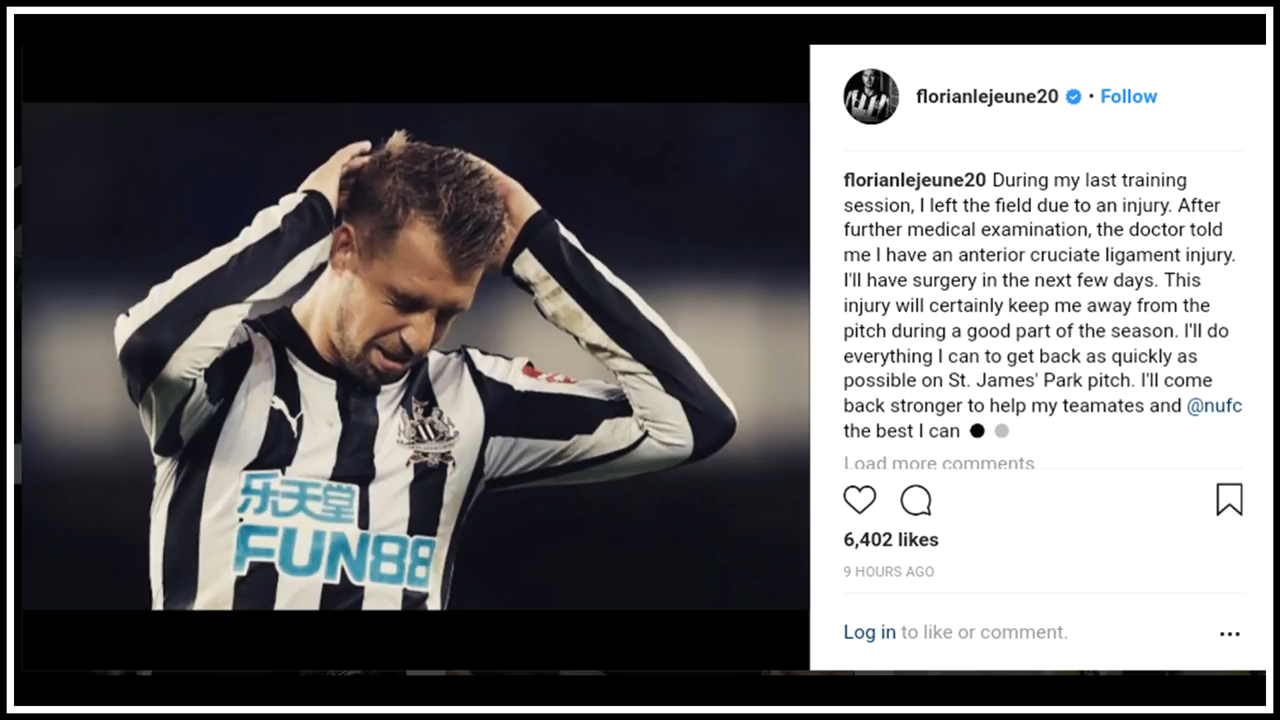 乐天堂
FUN88
florianlejeune20 • Follow
florianlejeune20 During my last training
session, I left the field due to an injury. After
further medical examination, the doctor told
me I have an anterior cruciate ligament injury.
I'll have surgery in the next few days. This
injury will certainly keep me away from the
pitch during a good part of the season. I'll do
everything I can to get back as quickly as
possible on St. James' Park pitch. I'll come
back stronger to help my teamates and @nufc
the best I can
Load more comments
6,402 likes
9 HOURS AGO
Log in to like or comment.